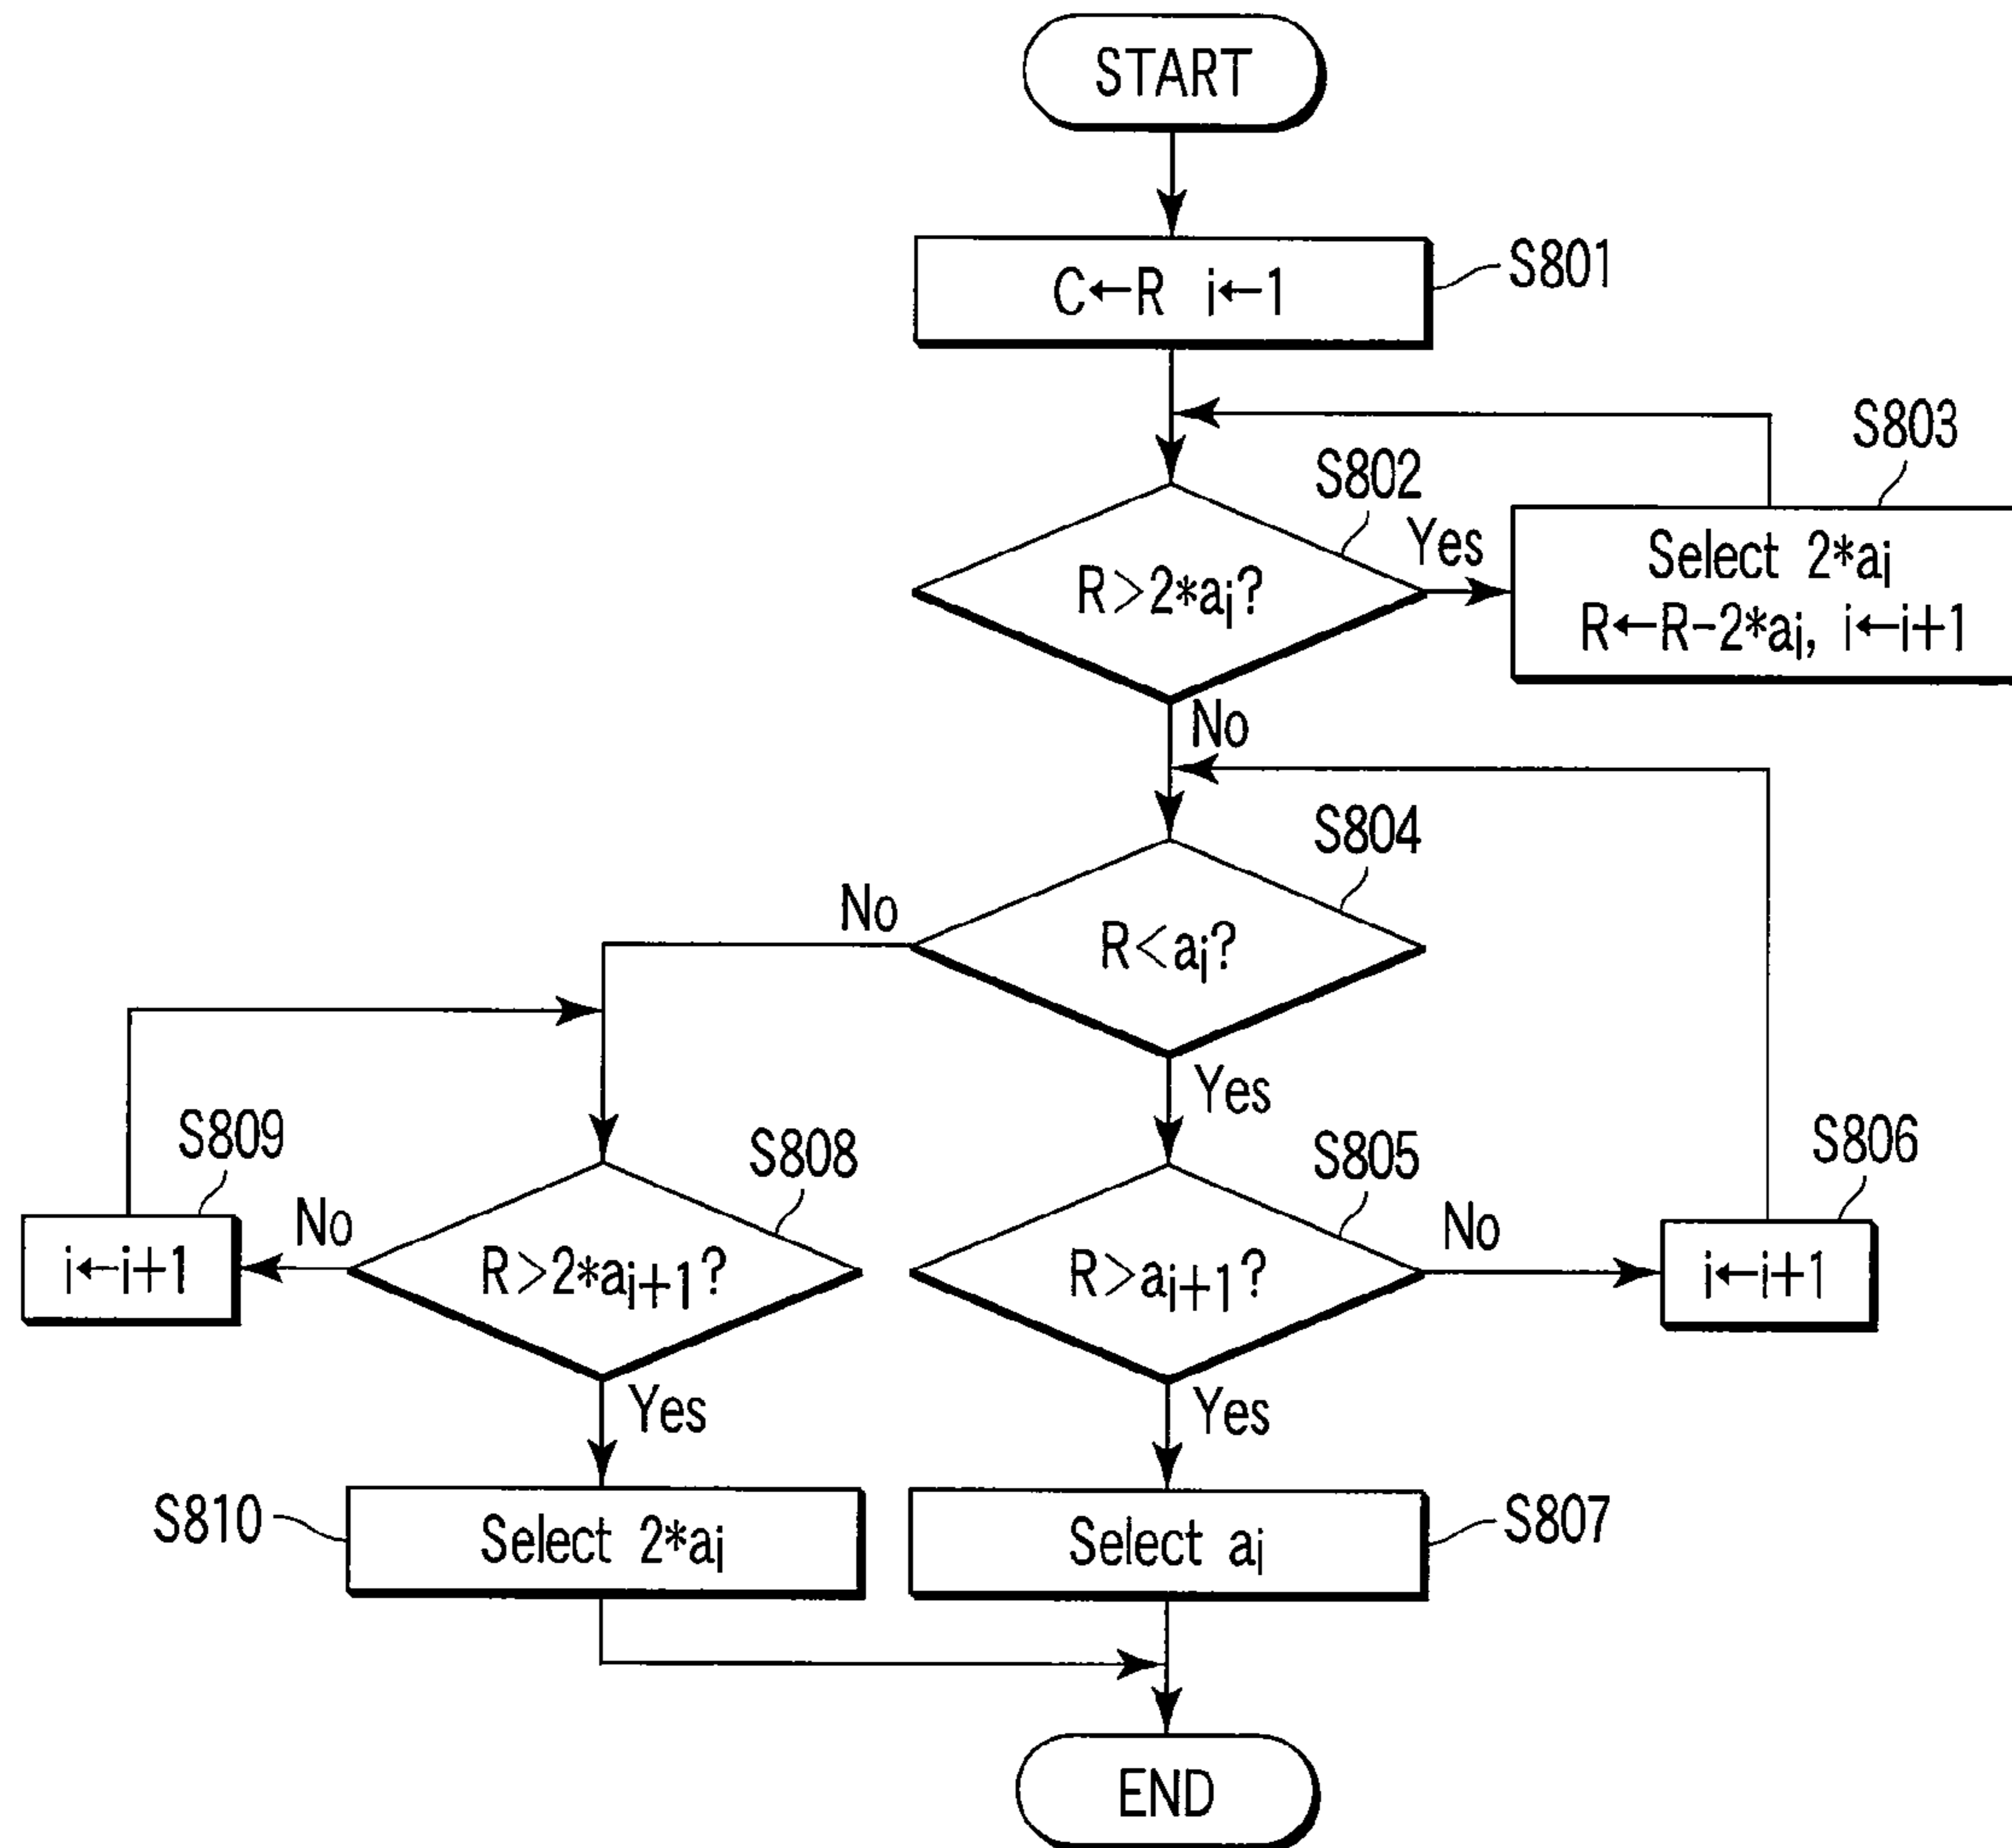 START
C←R i←1
S801
S802
R>2*ai?
Yes
S803
Select 2*ai
R←R-2*ai, i←i+1
No
S804
R<ai?
No
Yes
S809
i←i+1
No
S808
R>2*ai+1?
Yes
S805
R>ai+1?
No
S806
i←i+1
Yes
S810
Select 2*ai
Select ai
S807
END